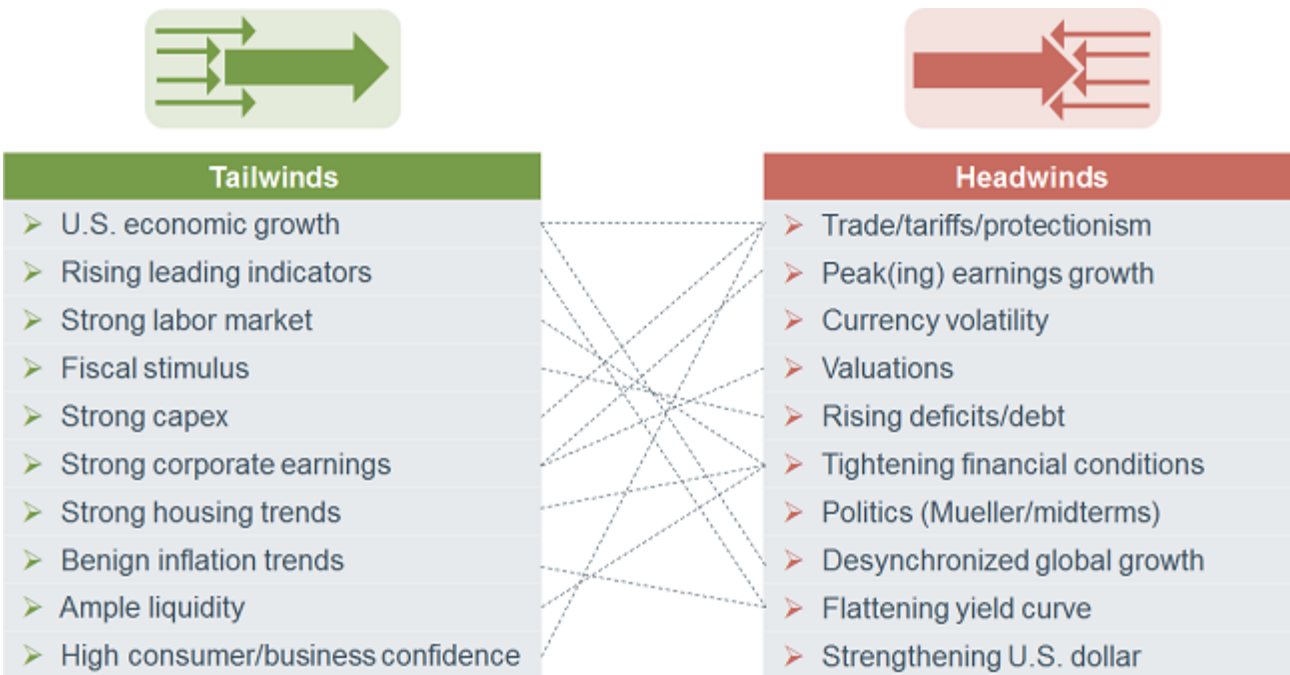 Tailwinds
U.S. economic growth
Rising leading indicators
Strong labor market
Fiscal stimulus
Strong capex
Strong corporate earnings
Strong housing trends
Benign inflation trends
Ample liquidity
High consumer/business confidence
Headwinds
Trade/tariffs/protectionism
Peak(ing) earnings growth
Currency volatility
Valuations
Rising deficits/debt
Tightening financial conditions
Politics (Mueller/midterms)
Desynchronized global growth
Flattening yield curve
Strengthening U.S. dollar